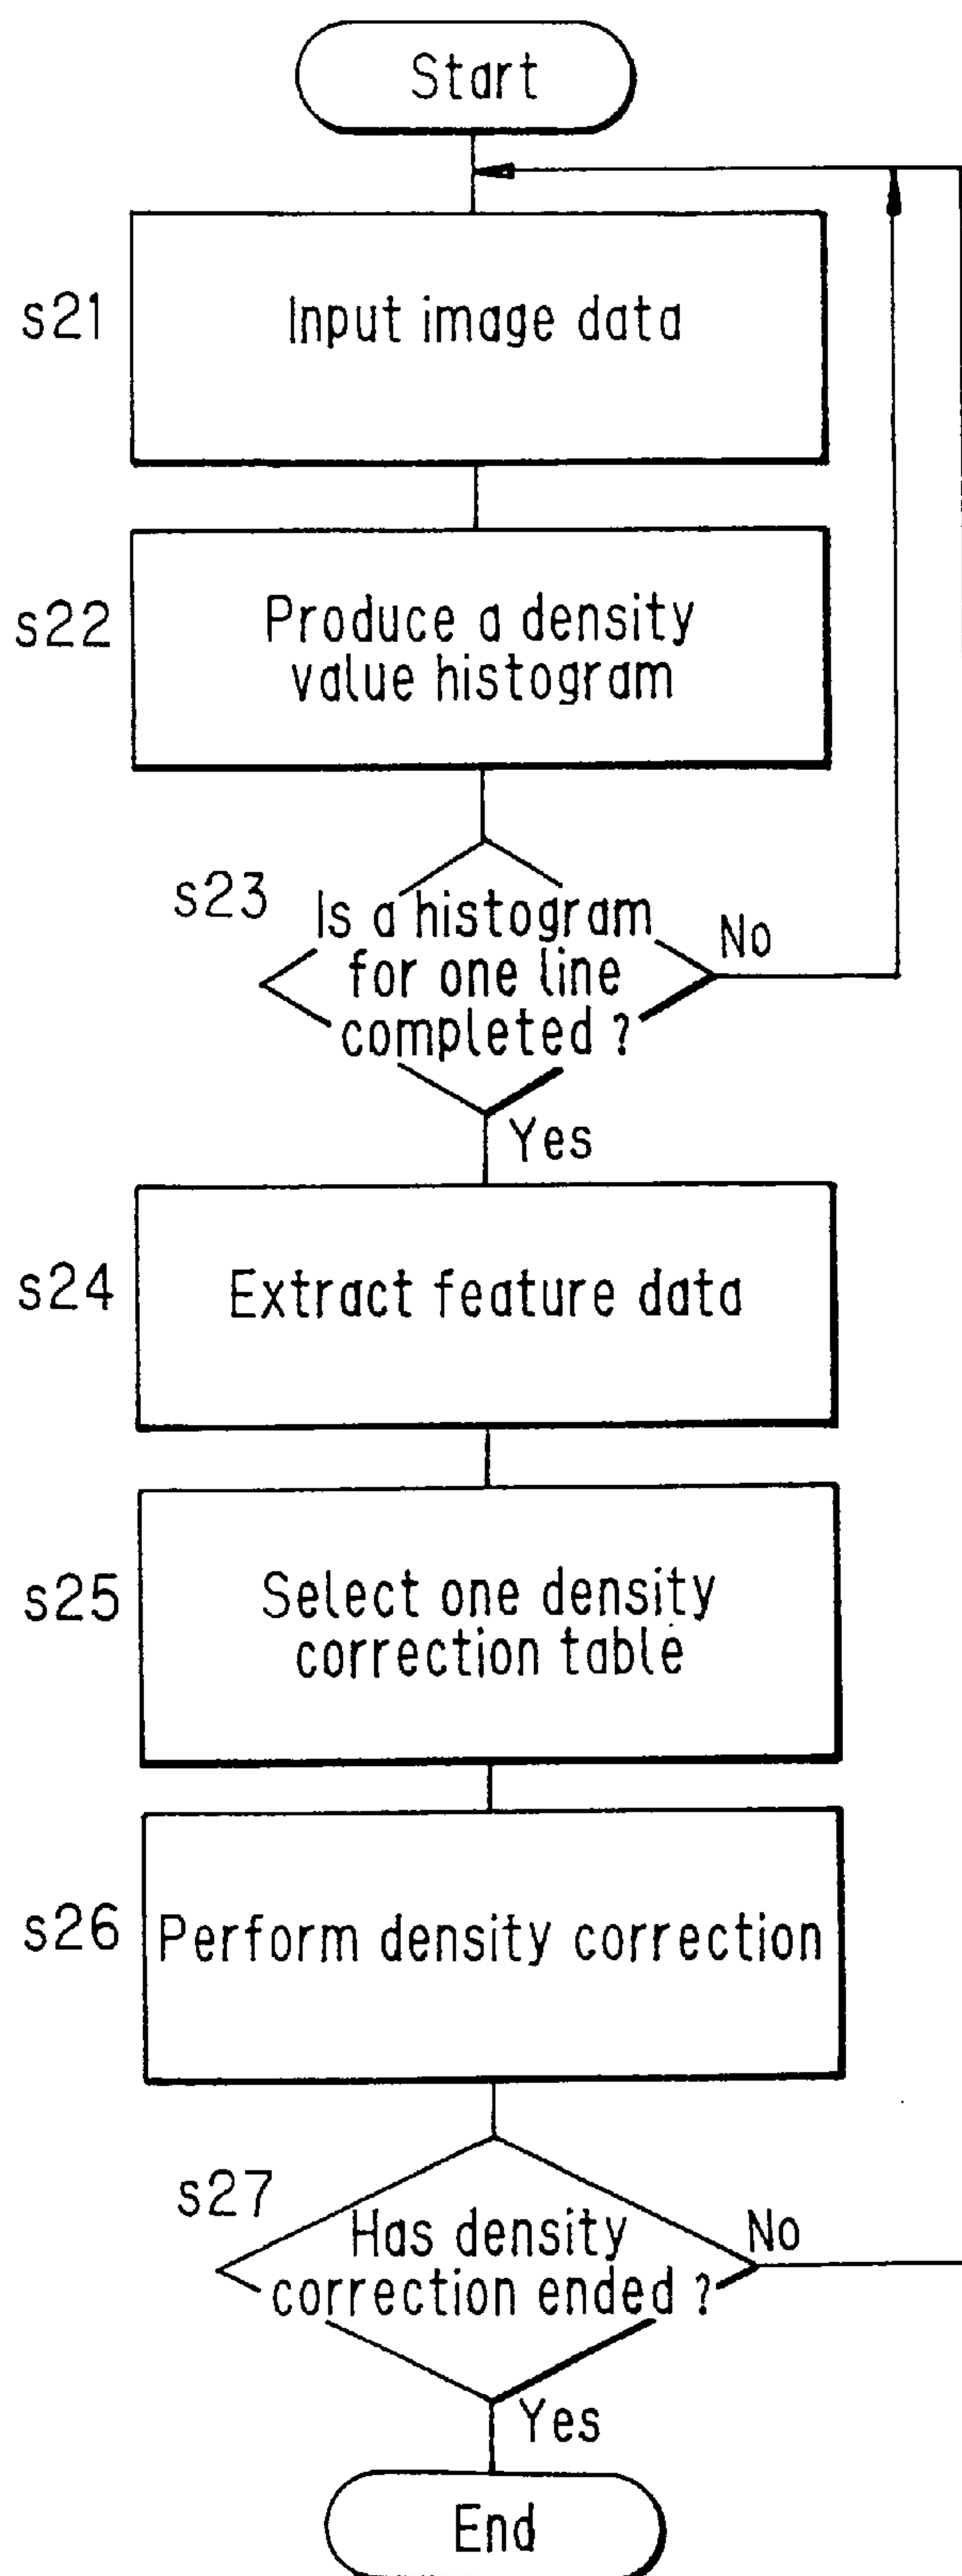 Start
s21
Input image data
s22
Produce a density
value histogram
s23
Is a histogram
for one line
completed ?
No
Yes
s24
Extract feature data
s25
Select one density
correction table
s26
Perform density correction
s27
Has density
correction ended ?
No
Yes
End